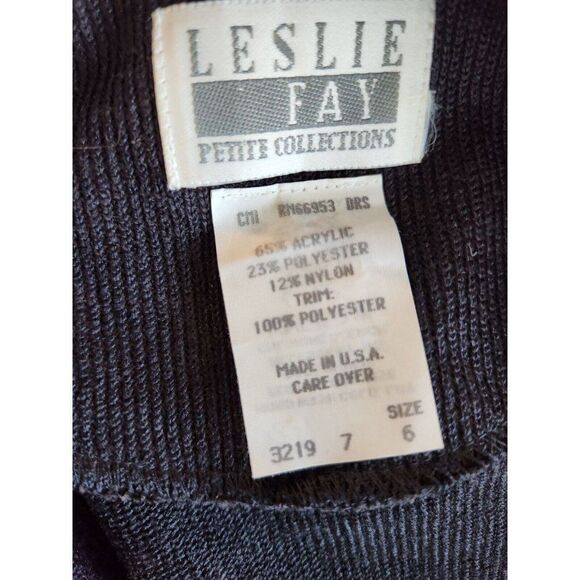 LESLIE
FAY
PETITE COLLECTIONS
CMI RN66953 DRS
65% ACRYLIC
23% POLYESTER
12% NYLON
TRIM:
100% POLYESTER
MADE IN U.S.A.
CARE OVER
SIZE
3219 7 6